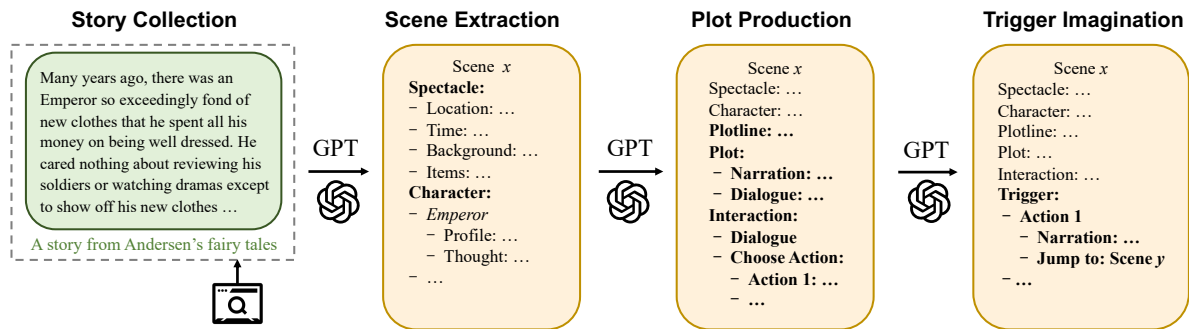 Story Collection
Many years ago, there was an
Emperor so exceedingly fond of
new clothes that he spent all his
money on being well dressed. He
cared nothing about reviewing his
soldiers or watching dramas except
to show off his new clothes …
A story from Andersen's fairy tales
GPT
Scene Extraction
Scene x
Spectacle:
− Location: …
− Time: …
− Background: …
− Items: …
Character:
− Emperor
− Profile: …
− Thought: …
− …
GPT
Plot Production
Scene x
Spectacle: …
Character: …
Plotline: …
Plot:
− Narration: …
− Dialogue: …
Interaction:
− Dialogue
− Choose Action:
− Action 1: …
− …
GPT
Trigger Imagination
Scene x
Spectacle: …
Character: …
Plotline: …
Plot: …
Interaction: …
Trigger:
− Action 1
− Narration: …
− Jump to: Scene y
− …